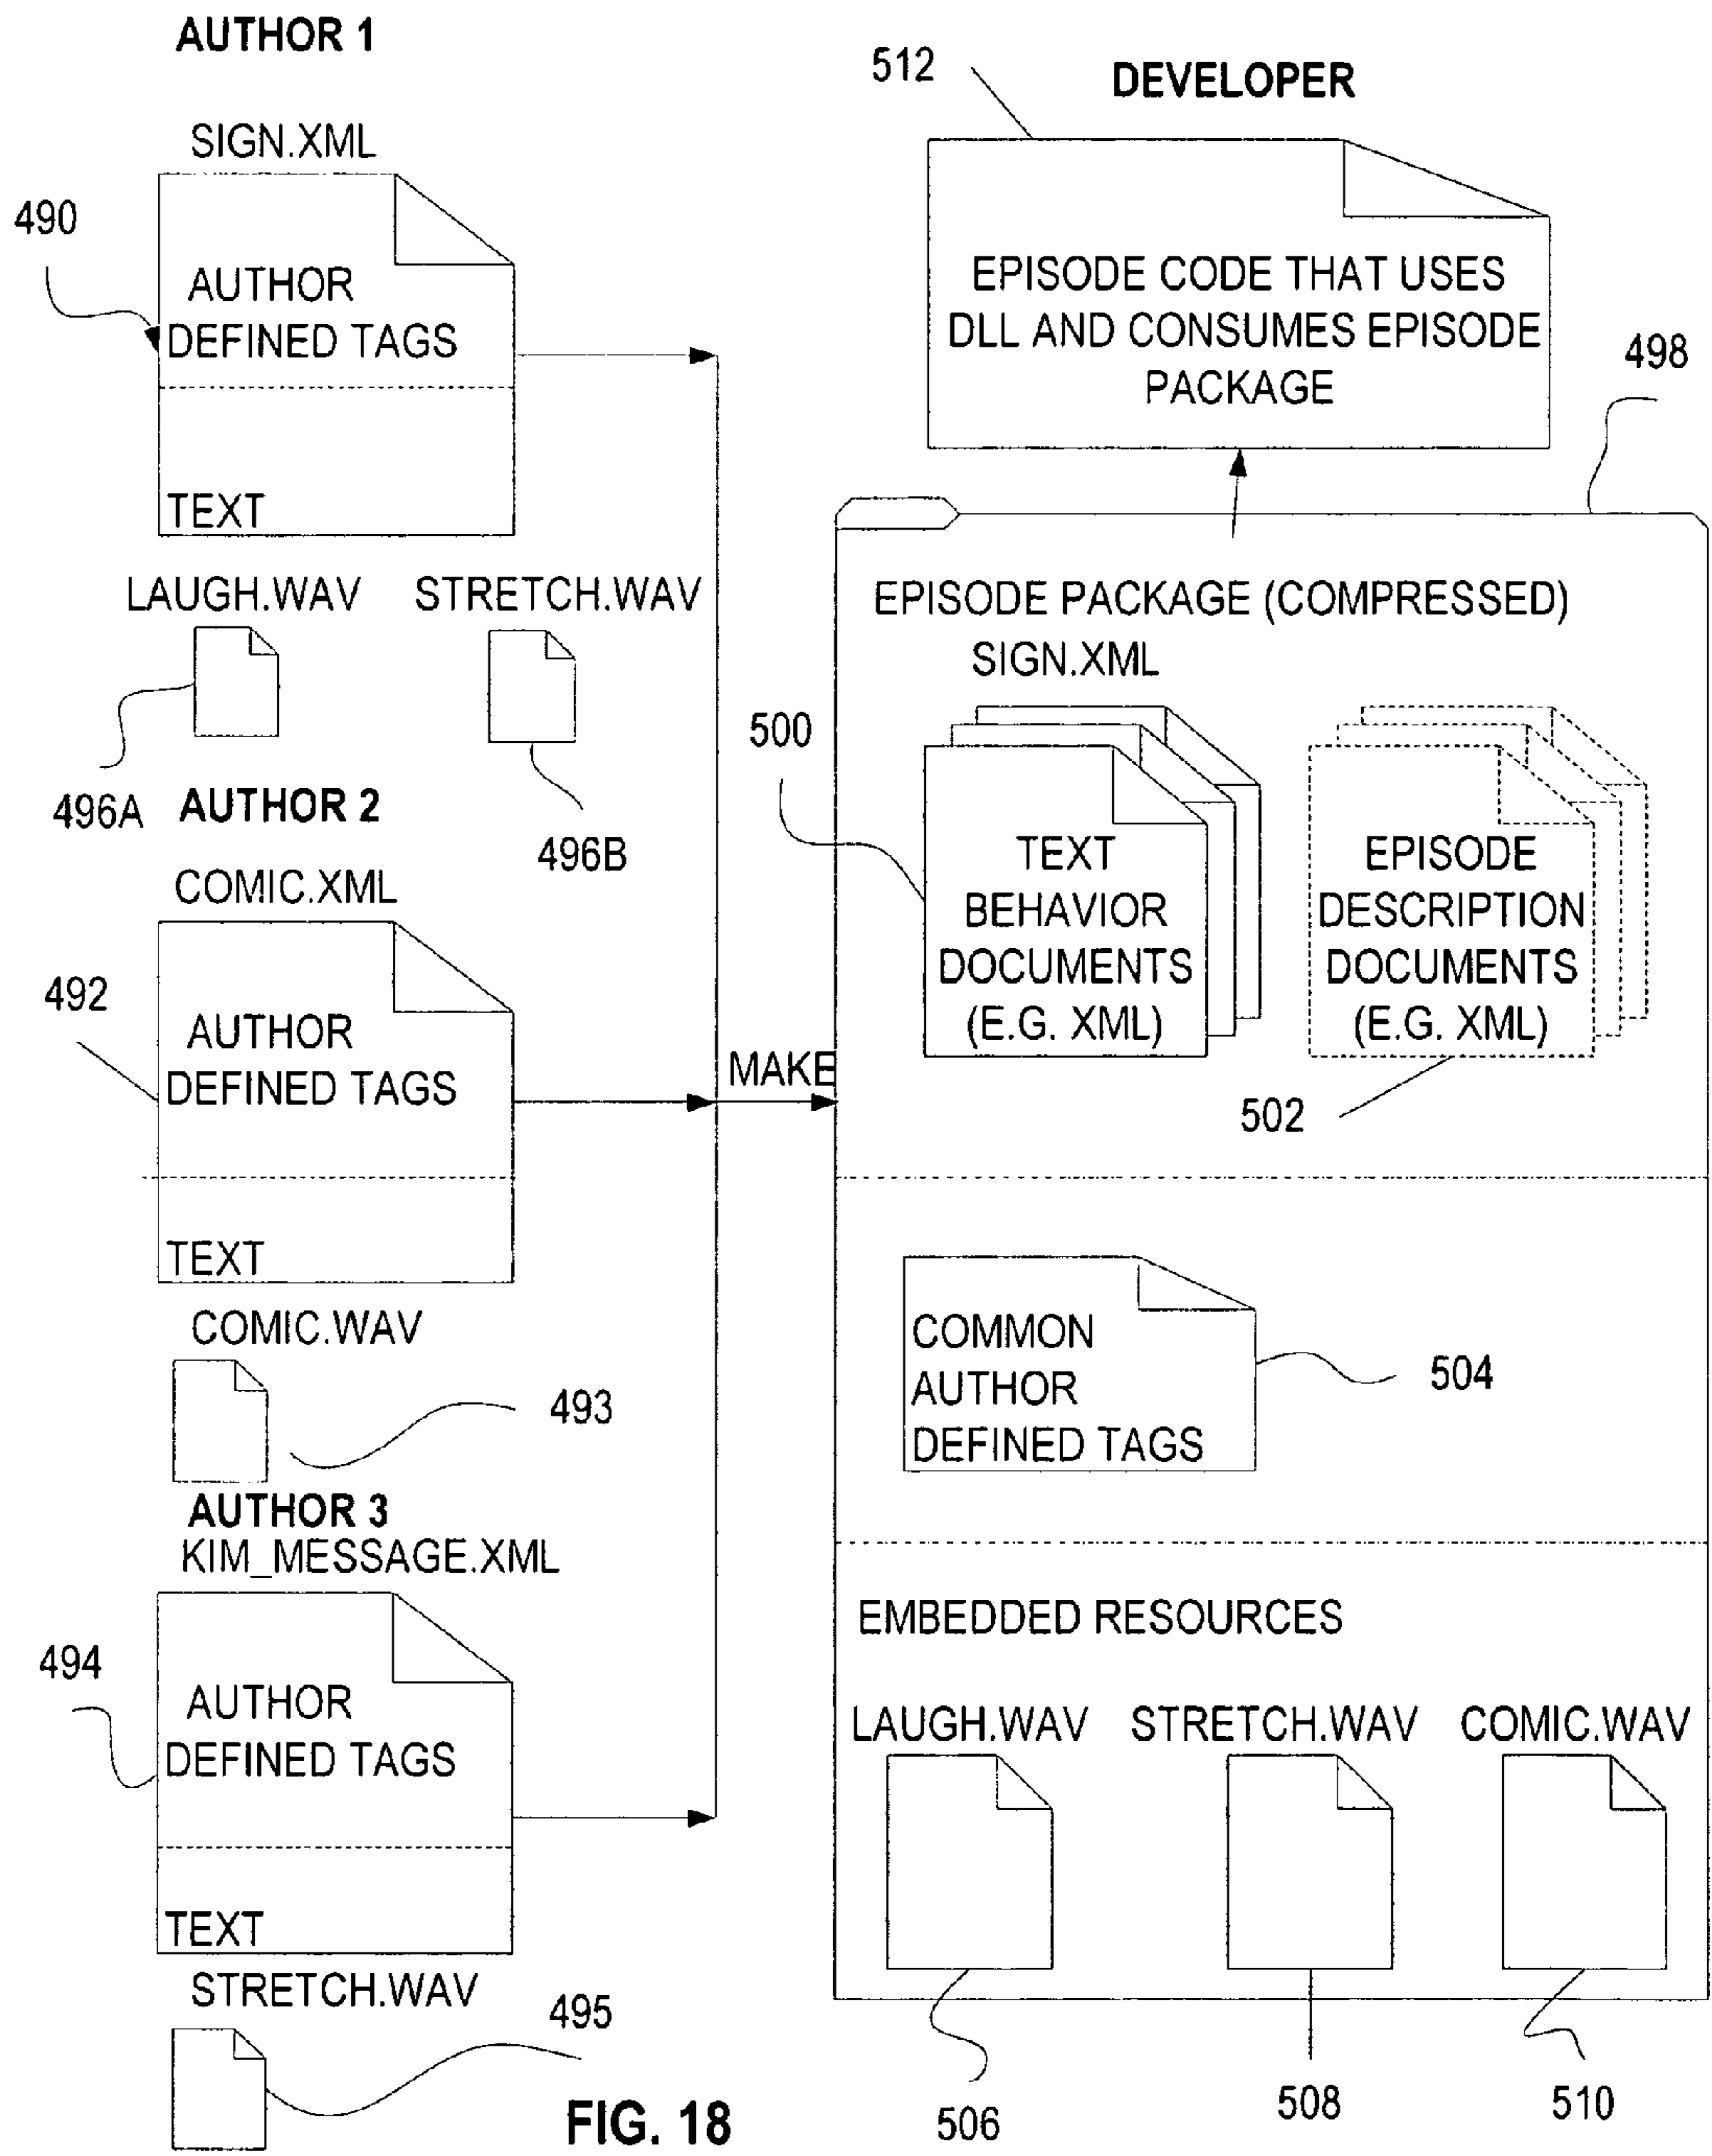 AUTHOR 1
SIGN.XML
490
AUTHOR
DEFINED TAGS
TEXT
LAUGH.WAV
STRETCH.WAV
496A
496B
AUTHOR 2
COMIC.XML
492
AUTHOR
DEFINED TAGS
TEXT
COMIC.WAV
493
AUTHOR 3
KIM_MESSAGE.XML
494
AUTHOR
DEFINED TAGS
TEXT
STRETCH.WAV
495
MAKE
512
DEVELOPER
EPISODE CODE THAT USES
DLL AND CONSUMES EPISODE
PACKAGE
498
EPISODE PACKAGE (COMPRESSED)
SIGN.XML
500
TEXT
BEHAVIOR
DOCUMENTS
(E.G. XML)
EPISODE
DESCRIPTION
DOCUMENTS
(E.G. XML)
502
COMMON
AUTHOR
DEFINED TAGS
504
EMBEDDED RESOURCES
LAUGH.WAV
STRETCH.WAV
COMIC.WAV
506
508
510
FIG. 18